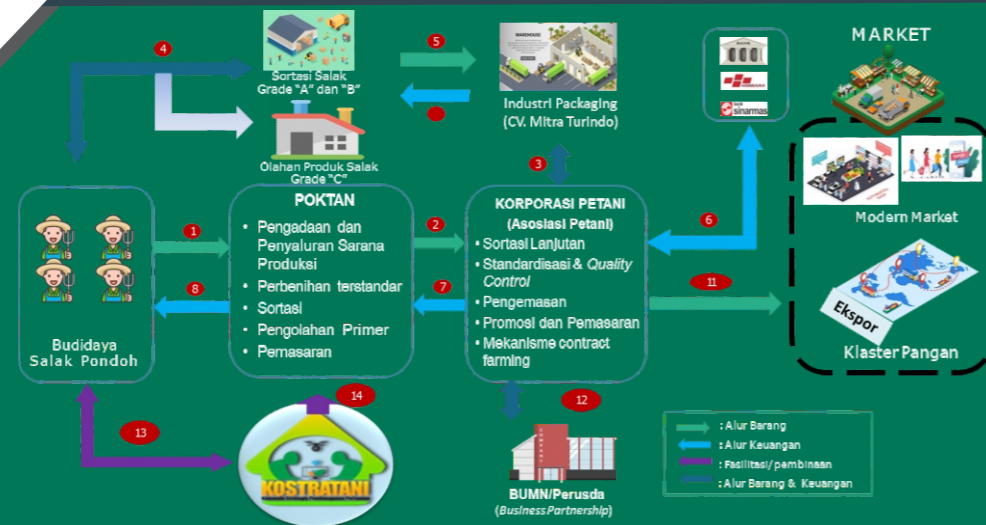 4
Sortasi Salak
Grade "A" dan "B"
Olahan Produk Salak
Grade "C"
5
WAREHOUSE
Industri Packaging
(CV. Mitra Turindo)
3
BANK
bank
sinarmas
6
MARKET
Modern Market
Ekspor
Klaster Pangan
Budidaya
Salak Pondoh
1
8
POKTAN
• Pengadaan dan
Penyaluran Sarana
Produksi
• Perbenihan terstandar
• Sortasi
• Pengolahan Primer
• Pemasaran
2
7
KORPORASI PETANI
(Asosiasi Petani)
• Sortasi Lanjutan
• Standardisasi & Quality
Control
• Pengemasan
• Promosi dan Pemasaran
• Mekanisme contract
farming
11
13
14
KOSTRATANI
12
BUMN/Perusda
(Business Partnership)
: Alur Barang
: Alur Keuangan
: Fasilitasi/pembinaan
: Alur Barang & Keuangan